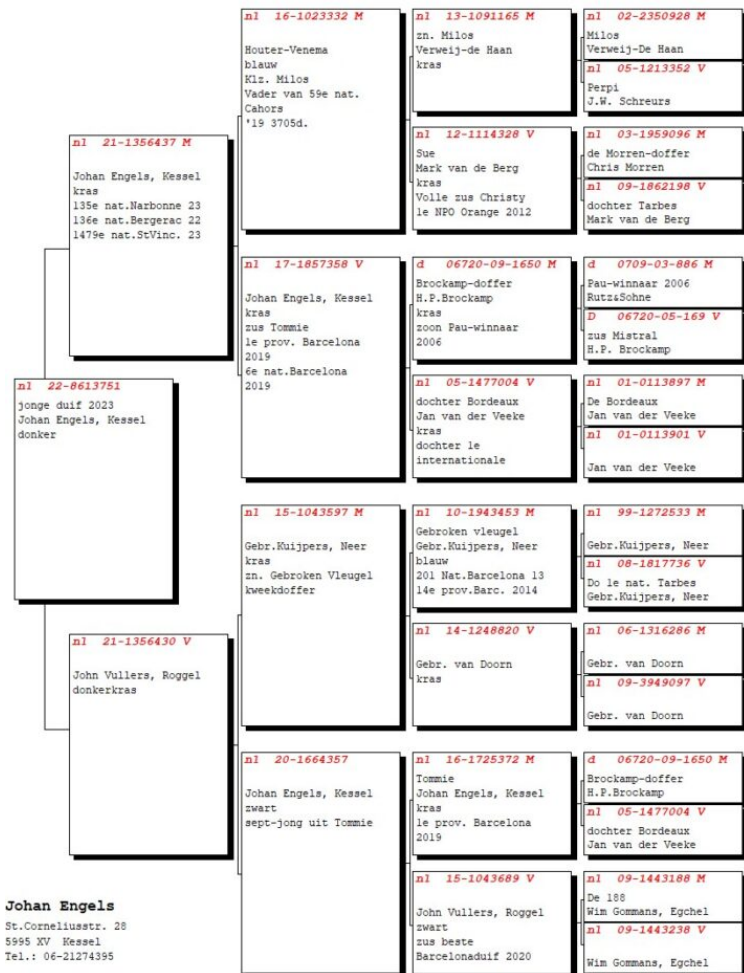 nl 16-1023332 M
Houter-Venema
blauw
Klz. Milos
Vader van 59e nat.
Cahors
'19 3705d.
nl 13-1091165 M
zn. Milos
Verweij-de Haan
kras
nl 02-2350928 M
Milos
Verweij-De Haan
nl 05-1213352 V
Perpi
J.W. Schreurs
nl 12-1114328 V
Sue
Mark van de Berg
kras
Volle zus Christy
1e NPO Orange 2012
nl 03-1959096 M
de Morren-doffer
Chris Morren
nl 09-1862198 V
dochter Tarbes
Mark van de Berg
nl 21-1356437 M
Johan Engels, Kessel
kras
135e nat.Narbonne 23
136e nat.Bergerac 22
1479e nat.StVinc. 23
nl 17-1857358 V
Johan Engels, Kessel
kras
zus Tommie
1e prov. Barcelona
2019
6e nat.Barcelona
2019
d 06720-09-1650 M
Brockamp-doffer
H.P.Brockamp
kras
zoon Pau-winnaar
2006
d 0709-03-886 M
Pau-winnaar 2006
Rutz&Sohne
D 06720-05-169 V
zus Mistral
H.P. Brockamp
nl 05-1477004 V
dochter Bordeaux
Jan van der Veeke
kras
dochter 1e
internationale
nl 01-0113897 M
De Bordeaux
Jan van der Veeke
nl 01-0113901 V
Jan van der Veeke
nl 22-8613751
jonge duif 2023
Johan Engels, Kessel
donker
nl 15-1043597 M
Gebr.Kuijpers, Neer
kras
zn. Gebroken Vleugel
kweekdoffer
nl 10-1943453 M
Gebroken vleugel
Gebr.Kuijpers, Neer
blauw
201 Nat.Barcelona 13
14e prov.Barc. 2014
nl 99-1272533 M
Gebr.Kuijpers, Neer
nl 08-1817736 V
Do 1e nat. Tarbes
Gebr.Kuijpers, Neer
nl 14-1248820 V
Gebr. van Doorn
kras
nl 06-1316286 M
Gebr. van Doorn
nl 09-3949097 V
Gebr. van Doorn
nl 21-1356430 V
John Vullers, Roggel
donkerkras
nl 20-1664357
Johan Engels, Kessel
zwart
sept-jong uit Tommie
nl 16-1725372 M
Tommie
Johan Engels, Kessel
kras
1e prov. Barcelona
2019
d 06720-09-1650 M
Brockamp-doffer
H.P.Brockamp
nl 05-1477004 V
dochter Bordeaux
Jan van der Veeke
nl 15-1043689 V
John Vullers, Roggel
zwart
zus beste
Barcelonaduif 2020
nl 09-1443188 M
De 188
Wim Gommans, Egchel
nl 09-1443238 V
Wim Gommans, Egchel
Johan Engels
St.Corneliusstr. 28
5995 XV Kessel
Tel.: 06-21274395